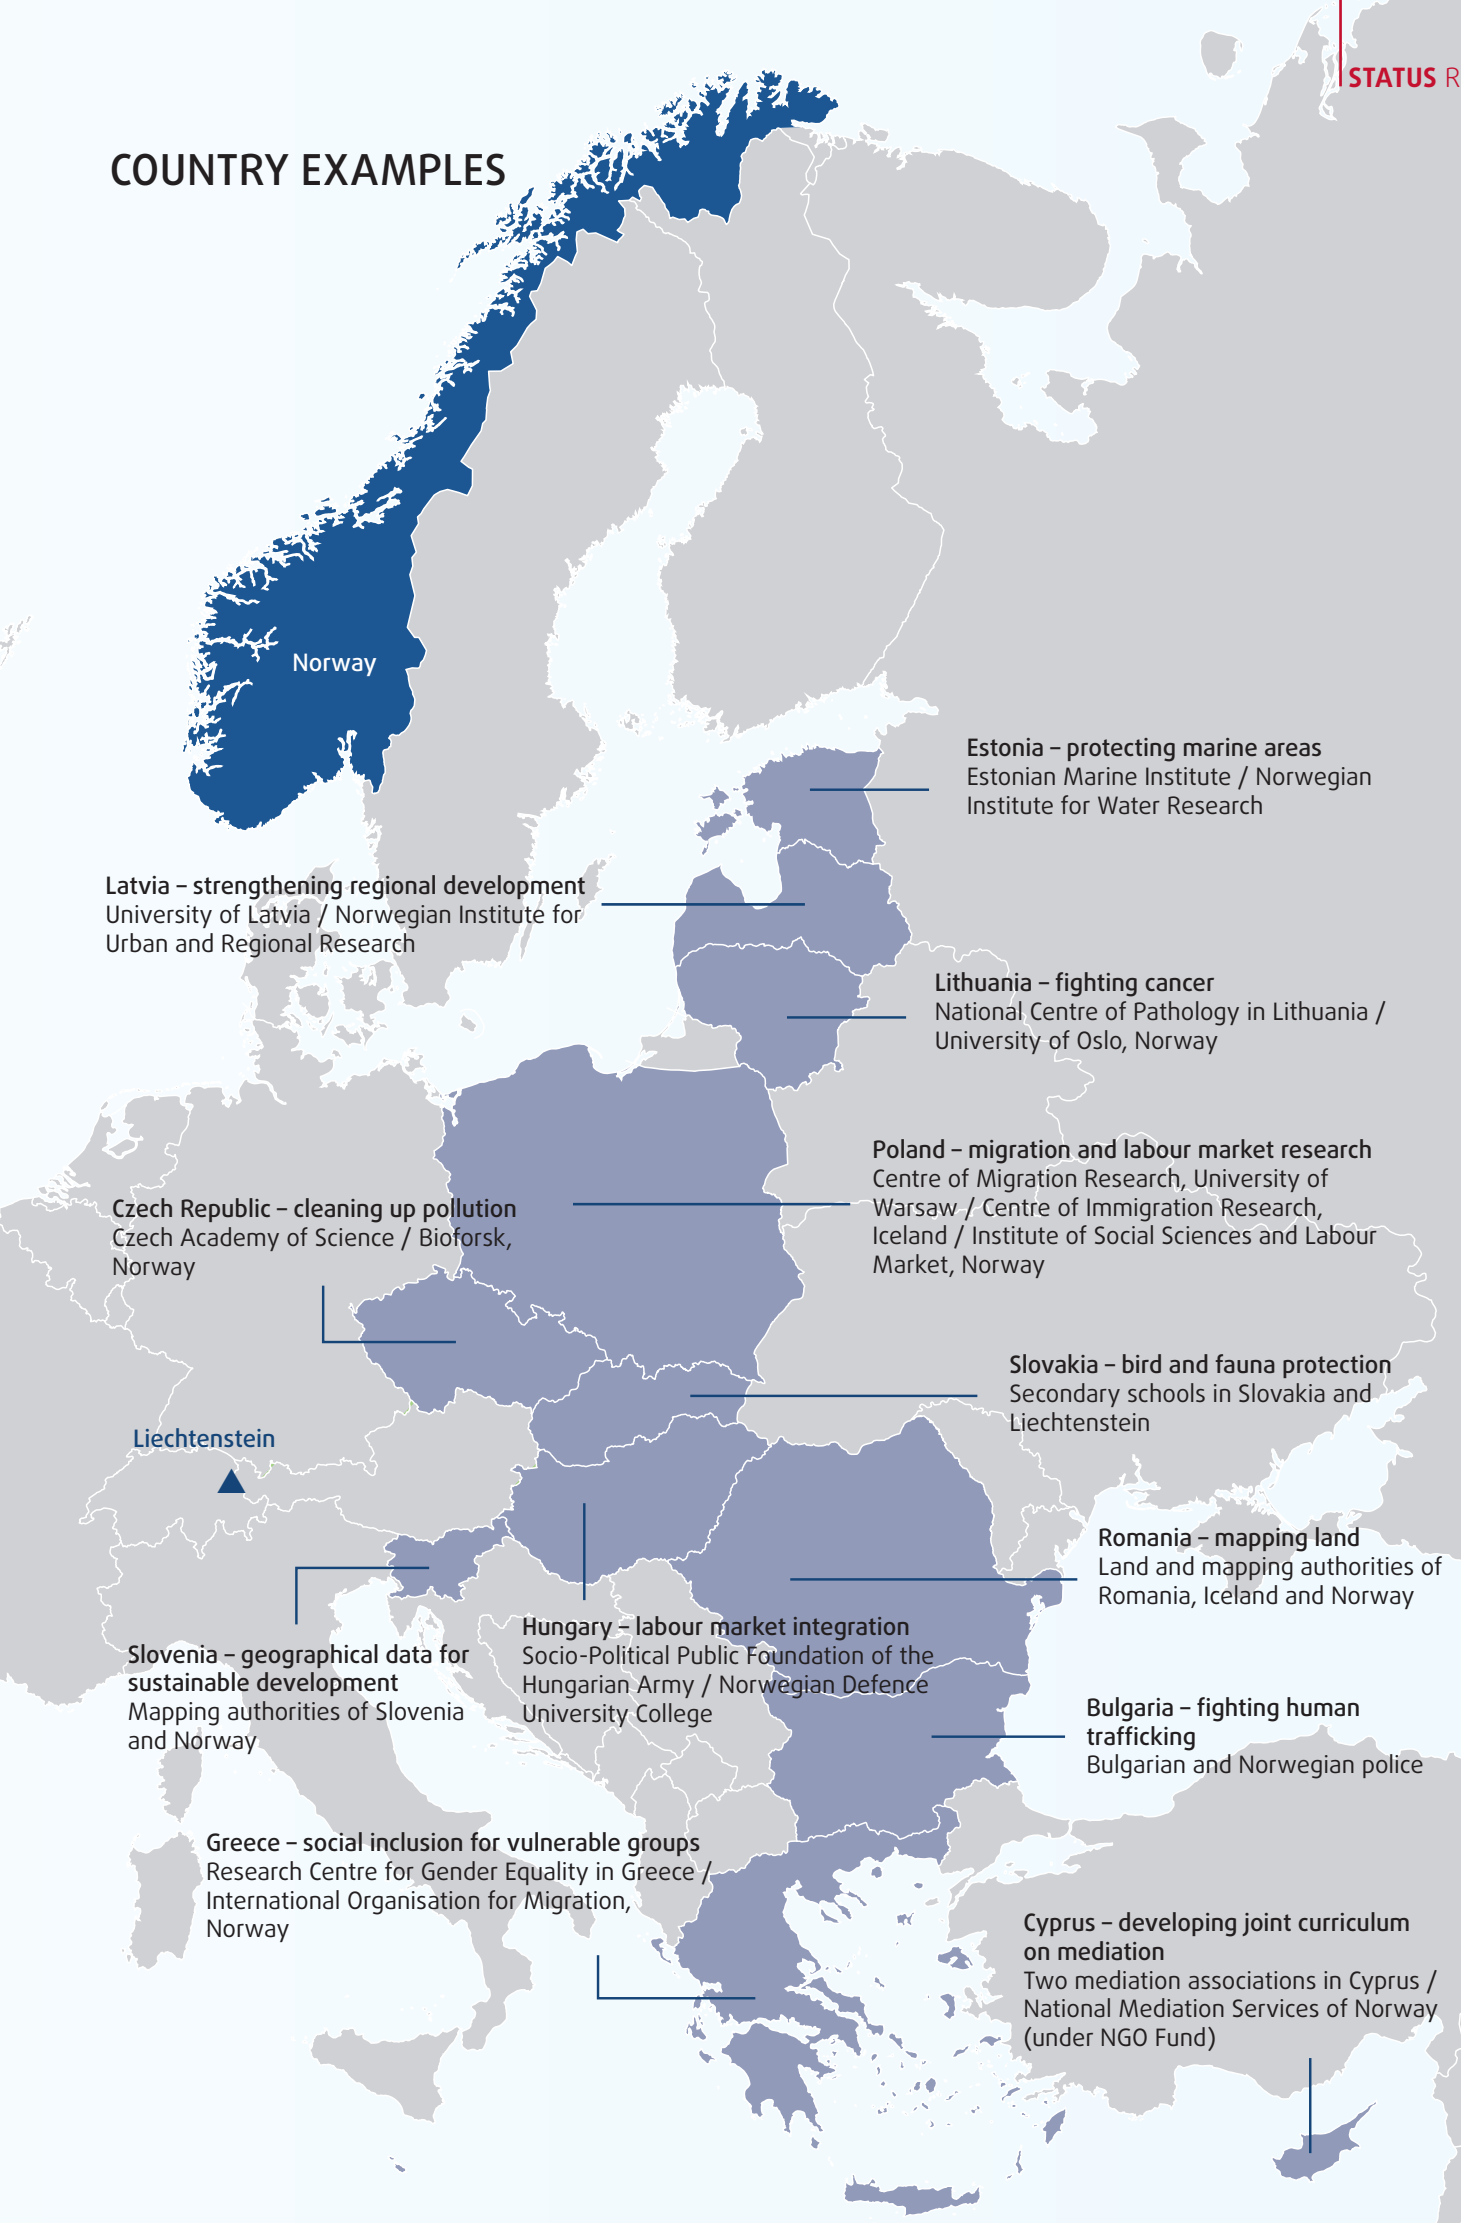 STATUS R
COUNTRY EXAMPLES
Norway
Estonia – protecting marine areas
Estonian Marine Institute / Norwegian
Institute for Water Research
Latvia – strengthening regional development
University of Latvia / Norwegian Institute for
Urban and Regional Research
Lithuania – fighting cancer
National Centre of Pathology in Lithuania /
University of Oslo, Norway
Poland – migration and labour market research
Centre of Migration Research, University of
Warsaw / Centre of Immigration Research,
Iceland / Institute of Social Sciences and Labour
Market, Norway
Czech Republic – cleaning up pollution
Czech Academy of Science / Bioforsk,
Norway
Slovakia – bird and fauna protection
Secondary schools in Slovakia and
Liechtenstein
Liechtenstein
Romania – mapping land
Land and mapping authorities of
Romania, Iceland and Norway
Hungary – labour market integration
Socio-Political Public Foundation of the
Hungarian Army / Norwegian Defence
University College
Slovenia – geographical data for
sustainable development
Mapping authorities of Slovenia
and Norway
Bulgaria – fighting human
trafficking
Bulgarian and Norwegian police
Greece – social inclusion for vulnerable groups
Research Centre for Gender Equality in Greece /
International Organisation for Migration,
Norway
Cyprus – developing joint curriculum
on mediation
Two mediation associations in Cyprus /
National Mediation Services of Norway
(under NGO Fund)